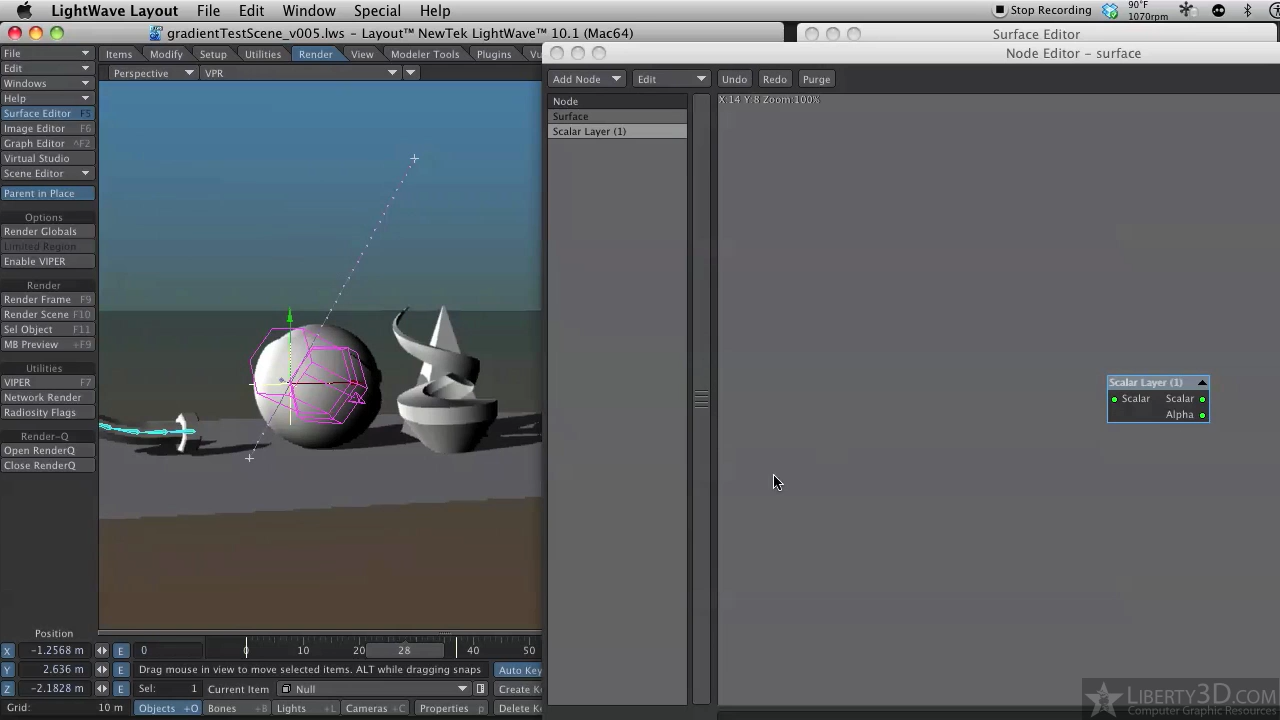 LightWave Layout File Edit Window Special Help
Stop Recording
90°F
1070rpm
gradientTestScene_v005.lws – Layout™ NewTek LightWave™ 10.1 (Mac64)
Surface Editor
Node Editor – surface
File
Edit
Windows
Help
Surface Editor F5
Image Editor F6
Graph Editor ^F2
Virtual Studio
Scene Editor
Parent in Place
Options
Render Globals
Limited Region
Enable VIPER
Render
Render Frame F9
Render Scene F10
Sel Object F11
MB Preview +F9
Utilities
VIPER F7
Network Render
Radiosity Flags
Render-Q
Open RenderQ
Close RenderQ
Items Modify Setup Utilities Render View Modeler Tools Plugins
Perspective VPR
Add Node Edit Undo Redo Purge
Node
Surface
Scalar Layer (1)
X:14 Y:8 Zoom:100%
Scalar Layer (1)
Scalar Scalar
Alpha
Position
X -1.2568 m E
Y 2.636 m E
Z -2.1828 m E
Grid: 10 m
0
0 10 20 28 40 50
Drag mouse in view to move selected items. ALT while dragging snaps
Auto Key
Sel: 1 Current Item Null
Create K
Objects +O Bones +B Lights +L Cameras +C Properties p
Delete K
LIBERTY3D.COM
Computer Graphic Resources